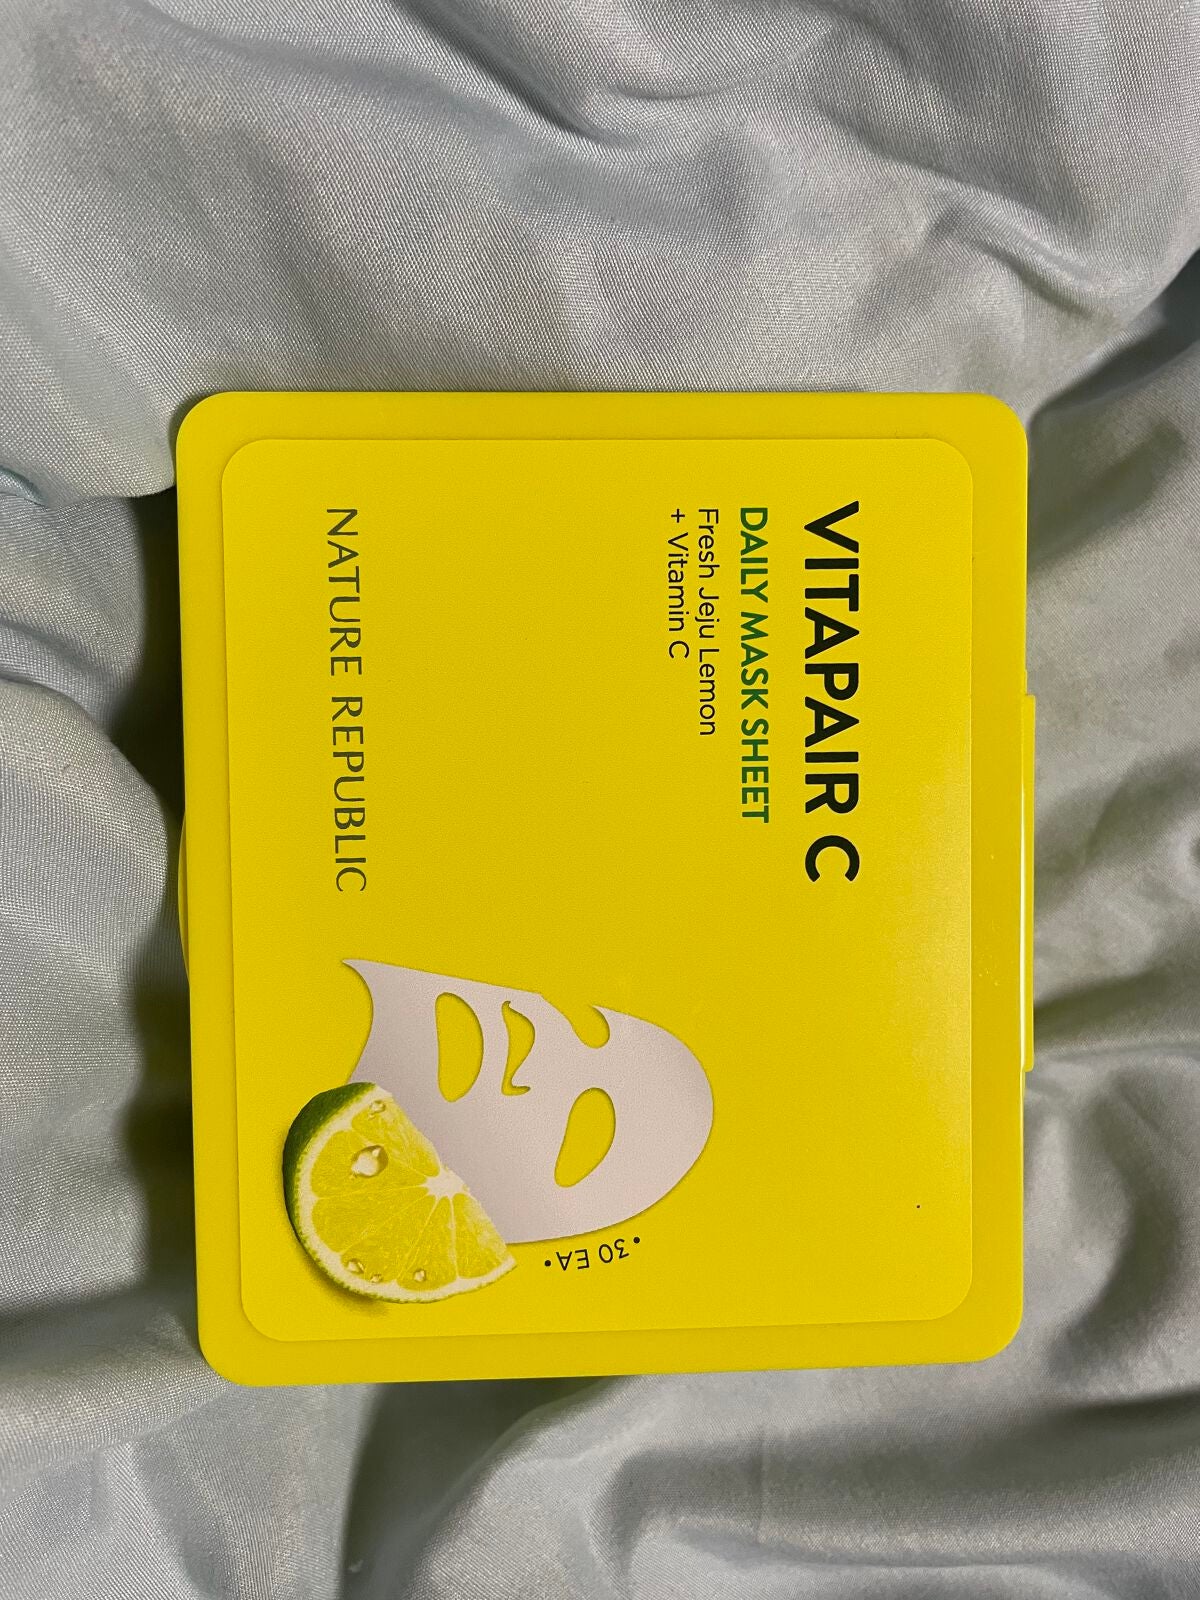 VITAPAIR C
DAILY MASK SHEET
Fresh Jeju Lemon
+ Vitamin C
• 30 EA •
NATURE REPUBLIC